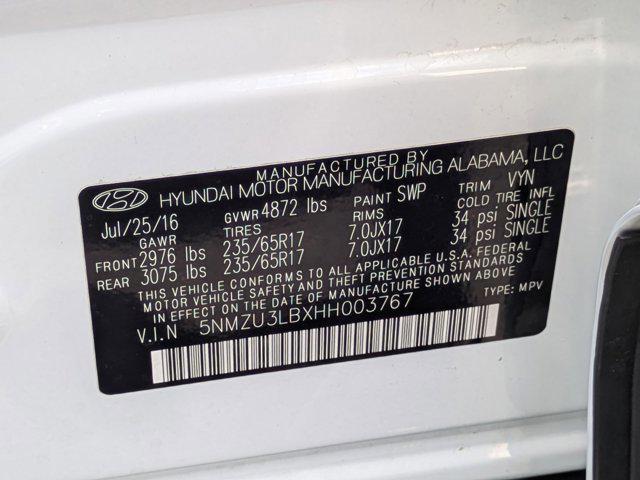 MANUFACTURED BY
HYUNDAI MOTOR MANUFACTURING ALABAMA, LLC
Jul/25/16 GVWR 4872 lbs PAINT SWP TRIM VYN
GAWR TIRES RIMS COLD TIRE INFL
FRONT 2976 lbs 235/65R17 7.0JX17 34 psi SINGLE
REAR 3075 lbs 235/65R17 7.0JX17 34 psi SINGLE
THIS VEHICLE CONFORMS TO ALL APPLICABLE U.S.A. FEDERAL
MOTOR VEHICLE SAFETY AND THEFT PREVENTION STANDARDS
IN EFFECT ON THE DATE OF MANUFACTURE SHOWN ABOVE
V.I.N 5NMZU3LBXHH003767 TYPE: MPV